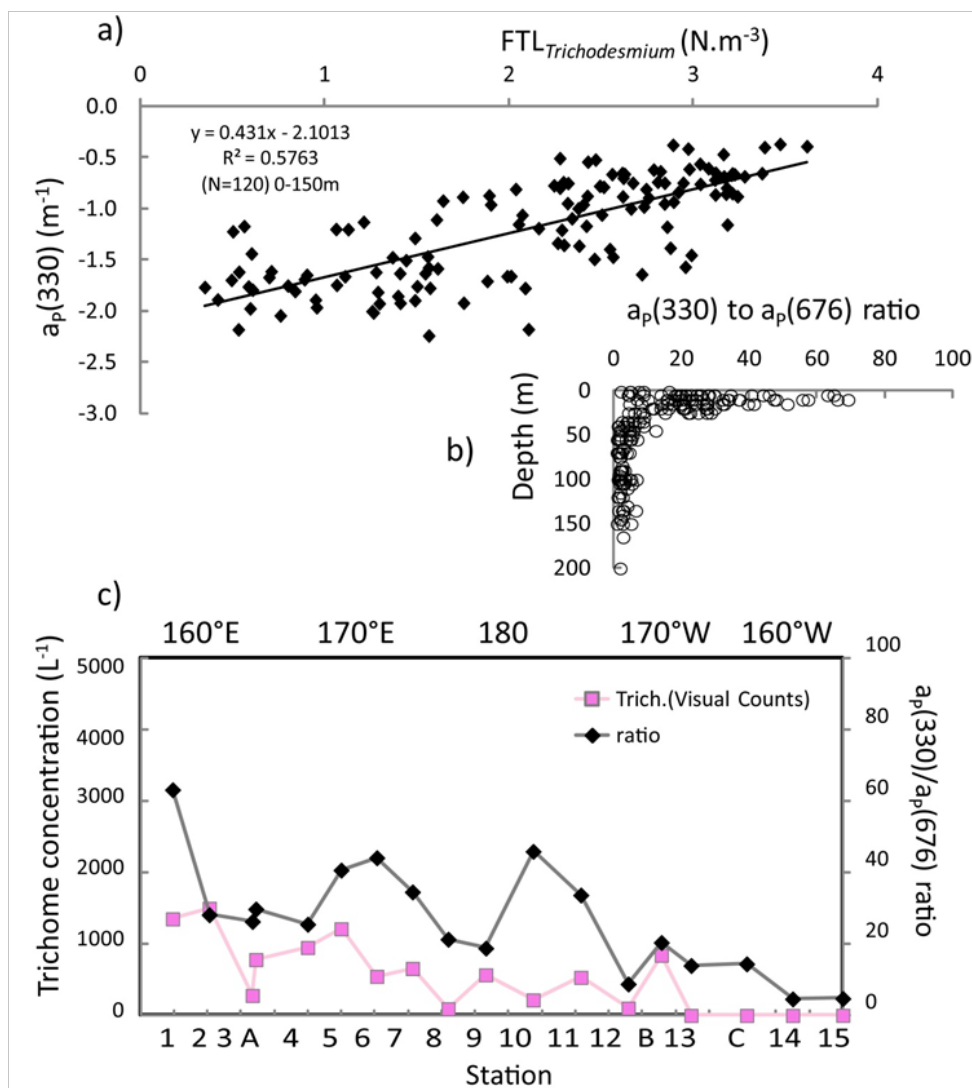 a)
FTL_Trichodesmium (N.m⁻³)
0 1 2 3 4
0.0
-0.5
-1.0
-1.5
-2.0
-2.5
-3.0
aₚ(330) (m⁻¹)
y = 0.431x - 2.1013
R² = 0.5763
(N=120) 0-150m
b)
aₚ(330) to aₚ(676) ratio
0 20 40 60 80 100
Depth (m)
0
50
100
150
200
c)
160°E 170°E 180 170°W 160°W
Trichome concentration (L⁻¹)
5000
4000
3000
2000
1000
0
Trich.(Visual Counts)
ratio
100
80
60
40
20
0
aₚ(330)/aₚ(676) ratio
1 2 3 A 4 5 6 7 8 9 10 11 12 B 13 C 14 15
Station